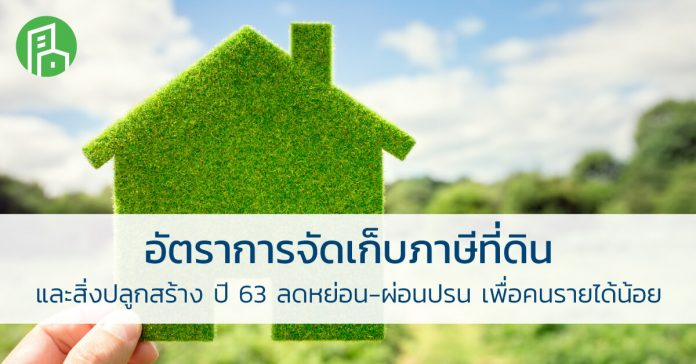 อัตราการจัดเก็บภาษีที่ดิน
และสิ่งปลูกสร้าง ปี 63 ลดหย่อน-ผ่อนปรน เพื่อคนรายได้น้อย